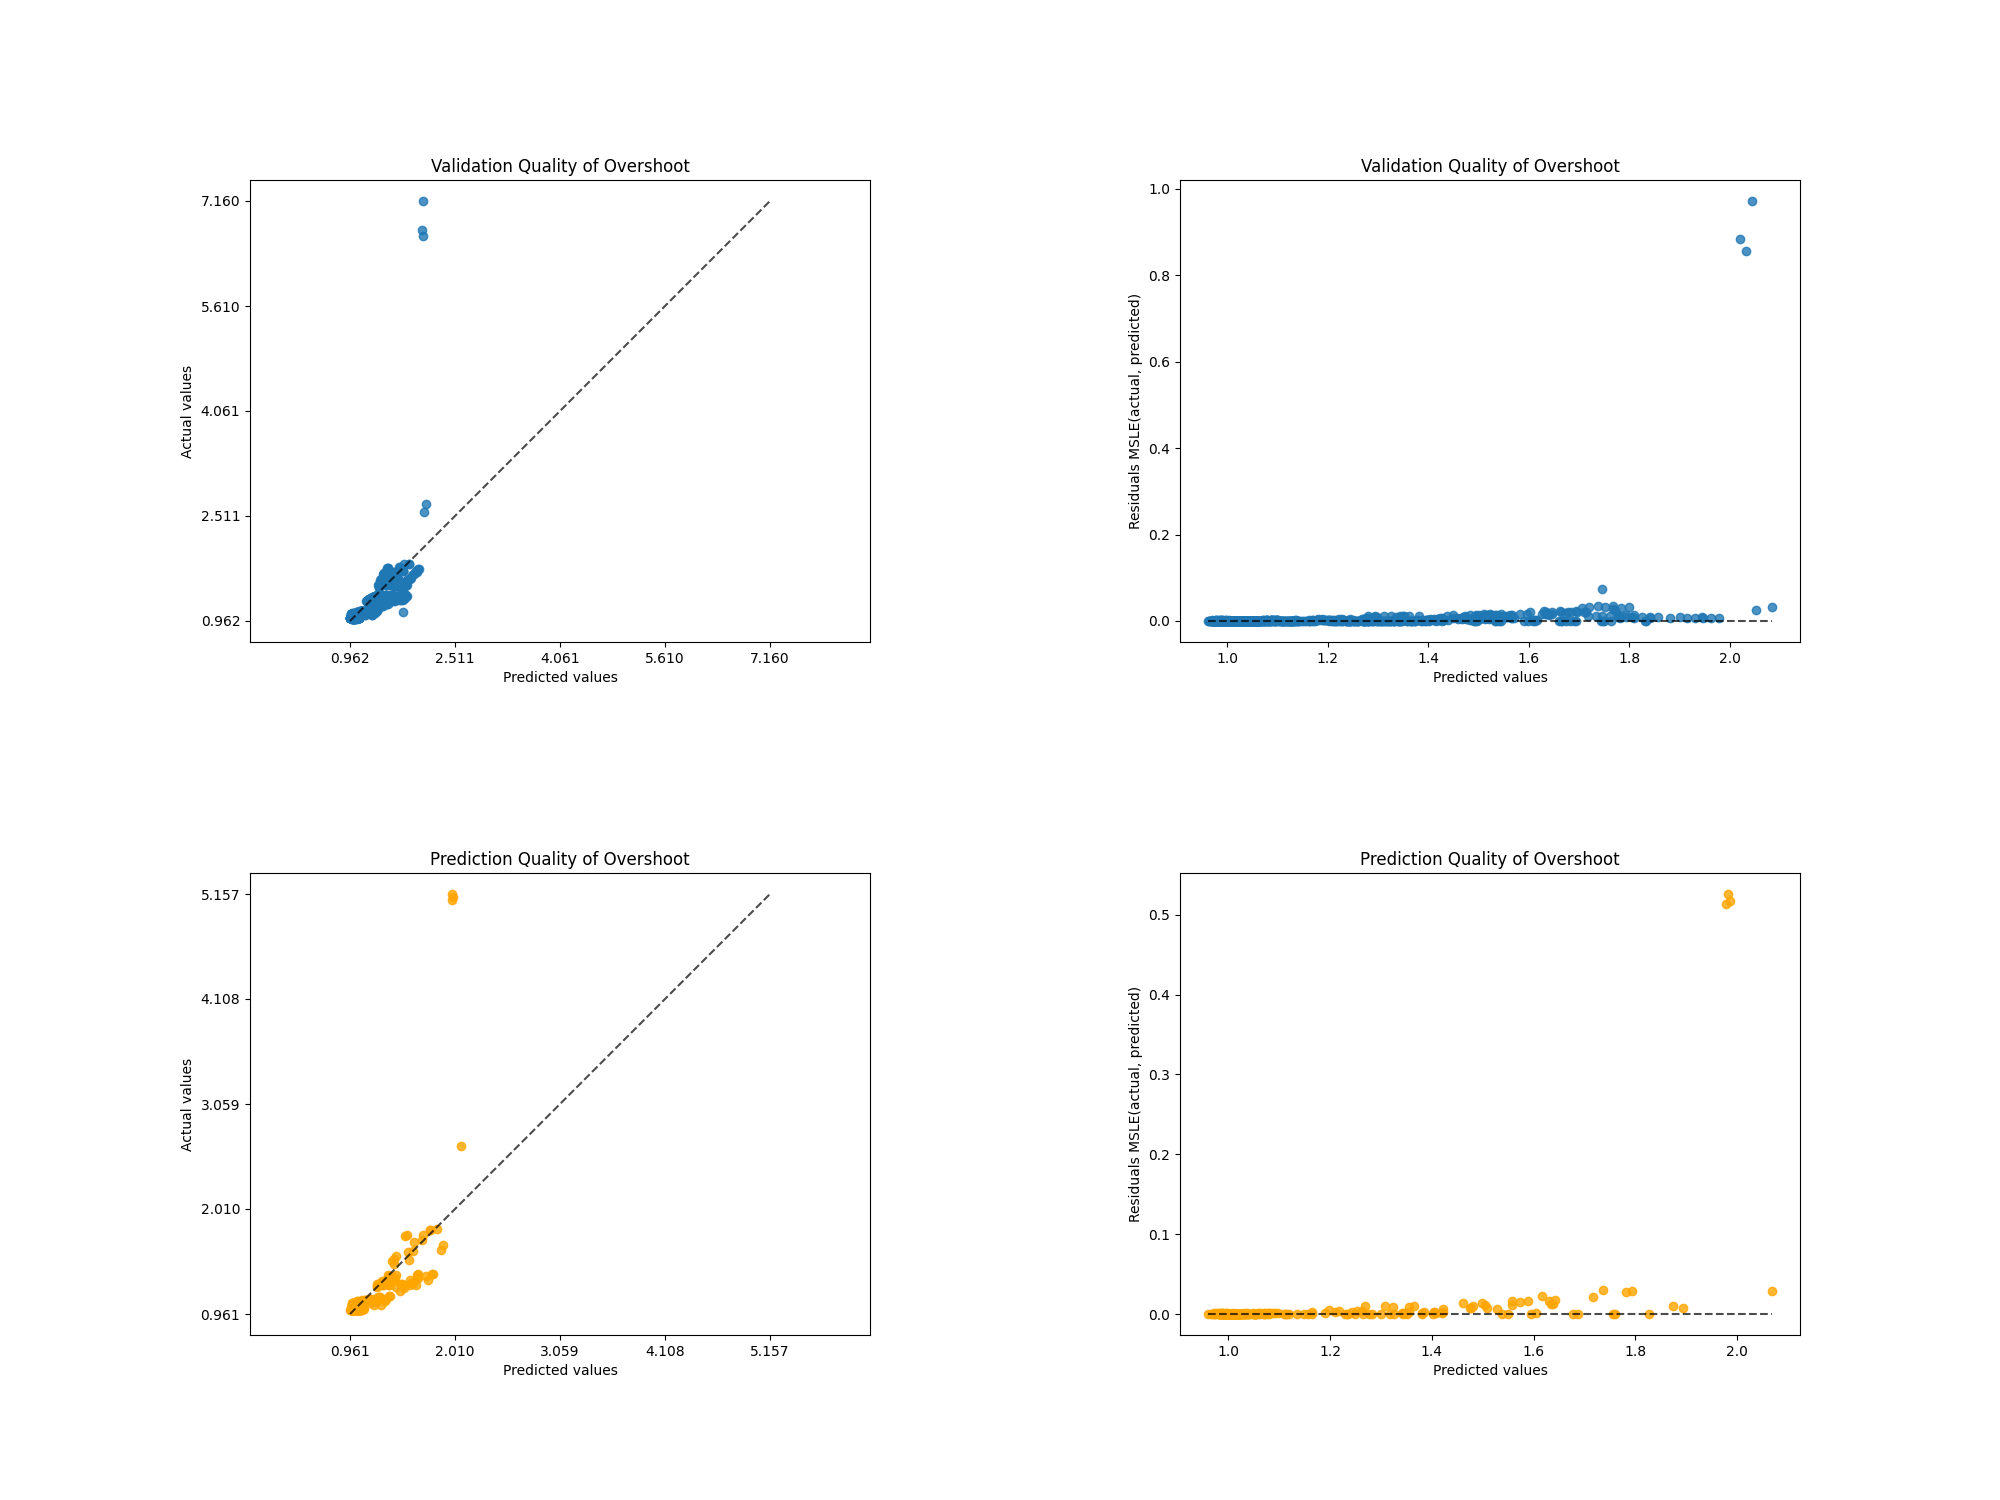 Validation Quality of Overshoot
7.160
5.610
4.061
2.511
0.962
Actual values
0.962 2.511 4.061 5.610 7.160
Predicted values
Validation Quality of Overshoot
1.0
0.8
0.6
0.4
0.2
0.0
Residuals MSLE(actual, predicted)
1.0 1.2 1.4 1.6 1.8 2.0
Predicted values
Prediction Quality of Overshoot
5.157
4.108
3.059
2.010
0.961
Actual values
0.961 2.010 3.059 4.108 5.157
Predicted values
Prediction Quality of Overshoot
0.5
0.4
0.3
0.2
0.1
0.0
Residuals MSLE(actual, predicted)
1.0 1.2 1.4 1.6 1.8 2.0
Predicted values